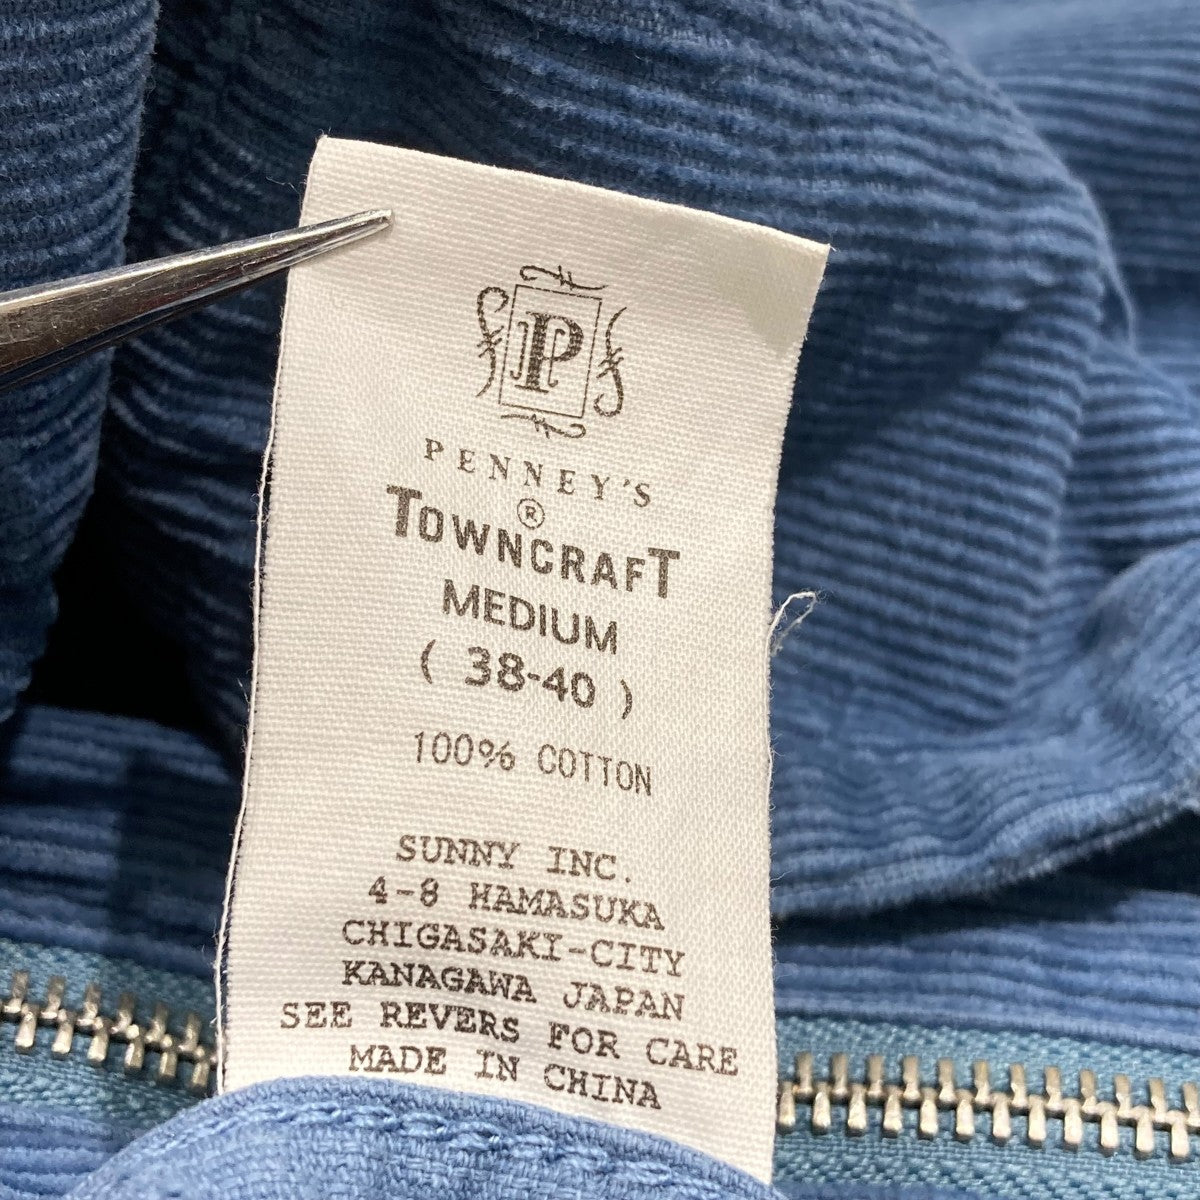 P
PENNEY'S
®
TOWNCRAFT
MEDIUM
( 38-40 )
100% COTTON
SUNNY INC.
4-8 HAMASUKA
CHIGASAKI-CITY
KANAGAWA JAPAN
SEE REVERS FOR CARE
MADE IN CHINA